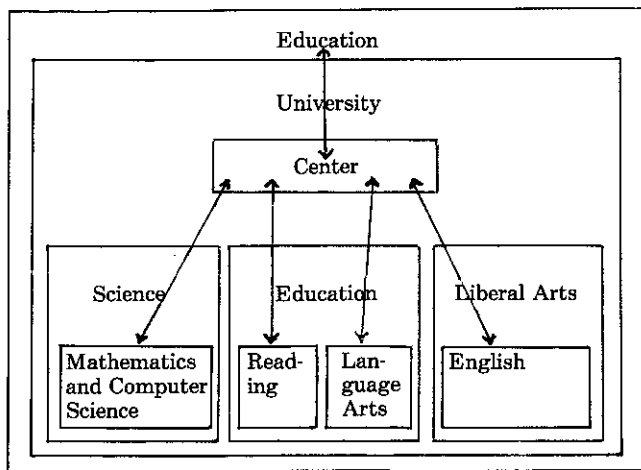 Education
University
Center
Science
Education
Liberal Arts
Mathematics
and Computer
Science
Read-
ing
Lan-
guage
Arts
English